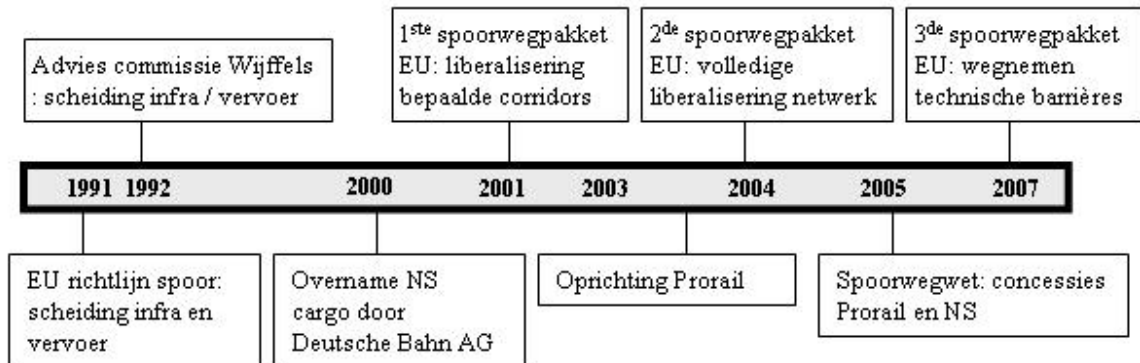 Advies commissie Wijffels
: scheiding infra / vervoer
1ste spoorwegpakket
EU: liberalisering
bepaalde corridors
2de spoorwegpakket
EU: volledige
liberalisering netwerk
3de spoorwegpakket
EU: wegnemen
technische barrières
1991 1992 2000 2001 2003 2004 2005 2007
EU richtlijn spoor:
scheiding infra en
vervoer
Overname NS
cargo door
Deutsche Bahn AG
Oprichting Prorail
Spoorwegwet: concessies
Prorail en NS